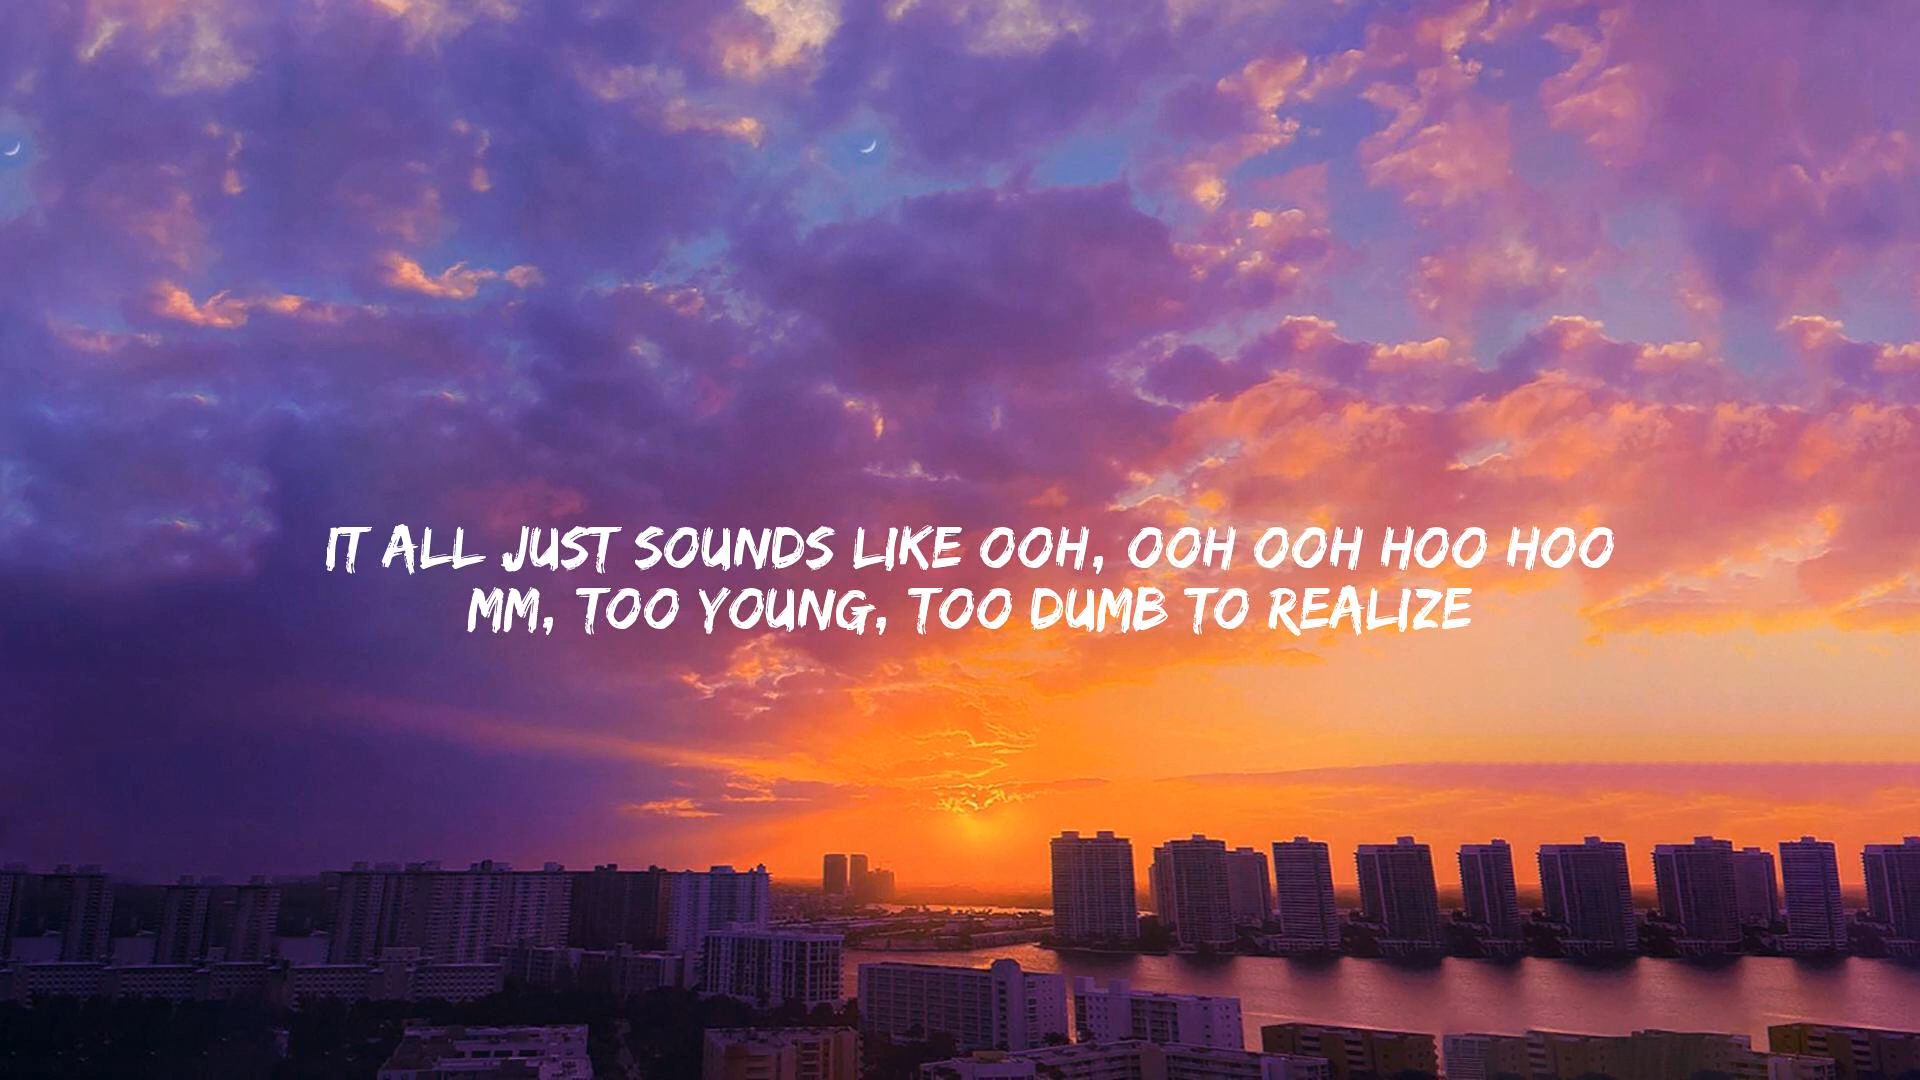 IT ALL JUST SOUNDS LIKE OOH, OOH OOH HOO HOO
MM, TOO YOUNG, TOO DUMB TO REALIZE